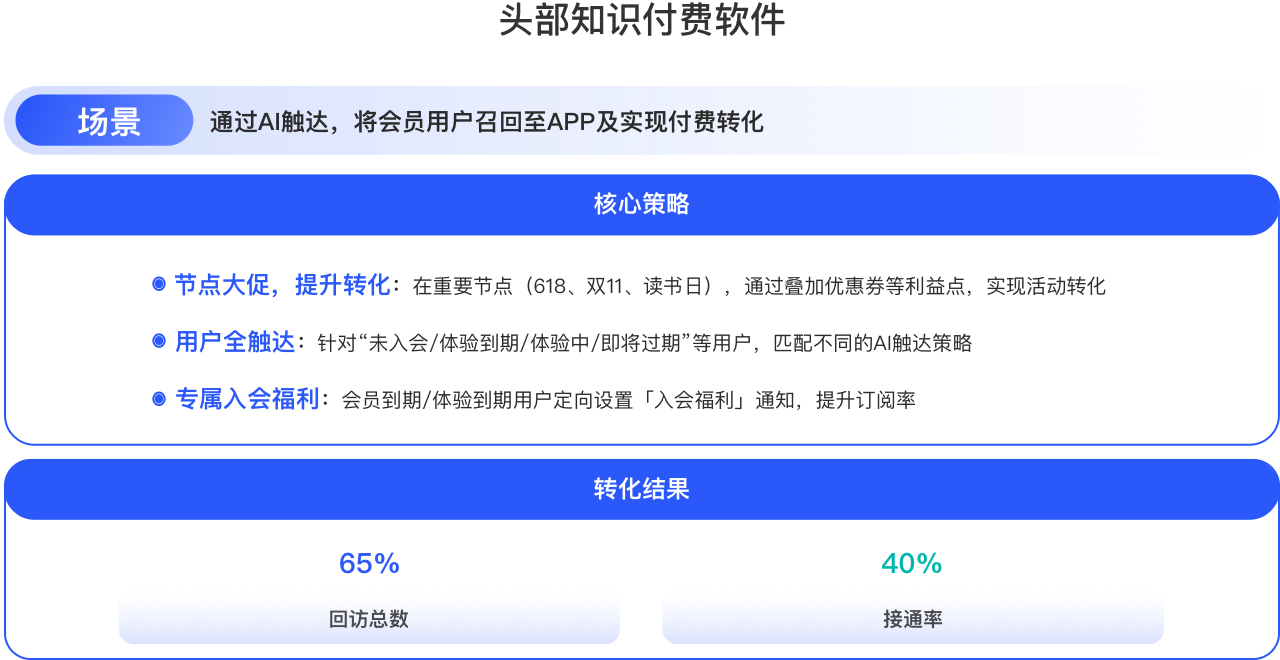 头部知识付费软件
场景
通过AI触达，将会员用户召回至APP及实现付费转化
核心策略
节点大促，提升转化：在重要节点（618、双11、读书日），通过叠加优惠券等利益点，实现活动转化
用户全触达：针对“未入会/体验到期/体验中/即将过期”等用户，匹配不同的AI触达策略
专属入会福利：会员到期/体验到期用户定向设置「入会福利」通知，提升订阅率
转化结果
65%
40%
回访总数
接通率